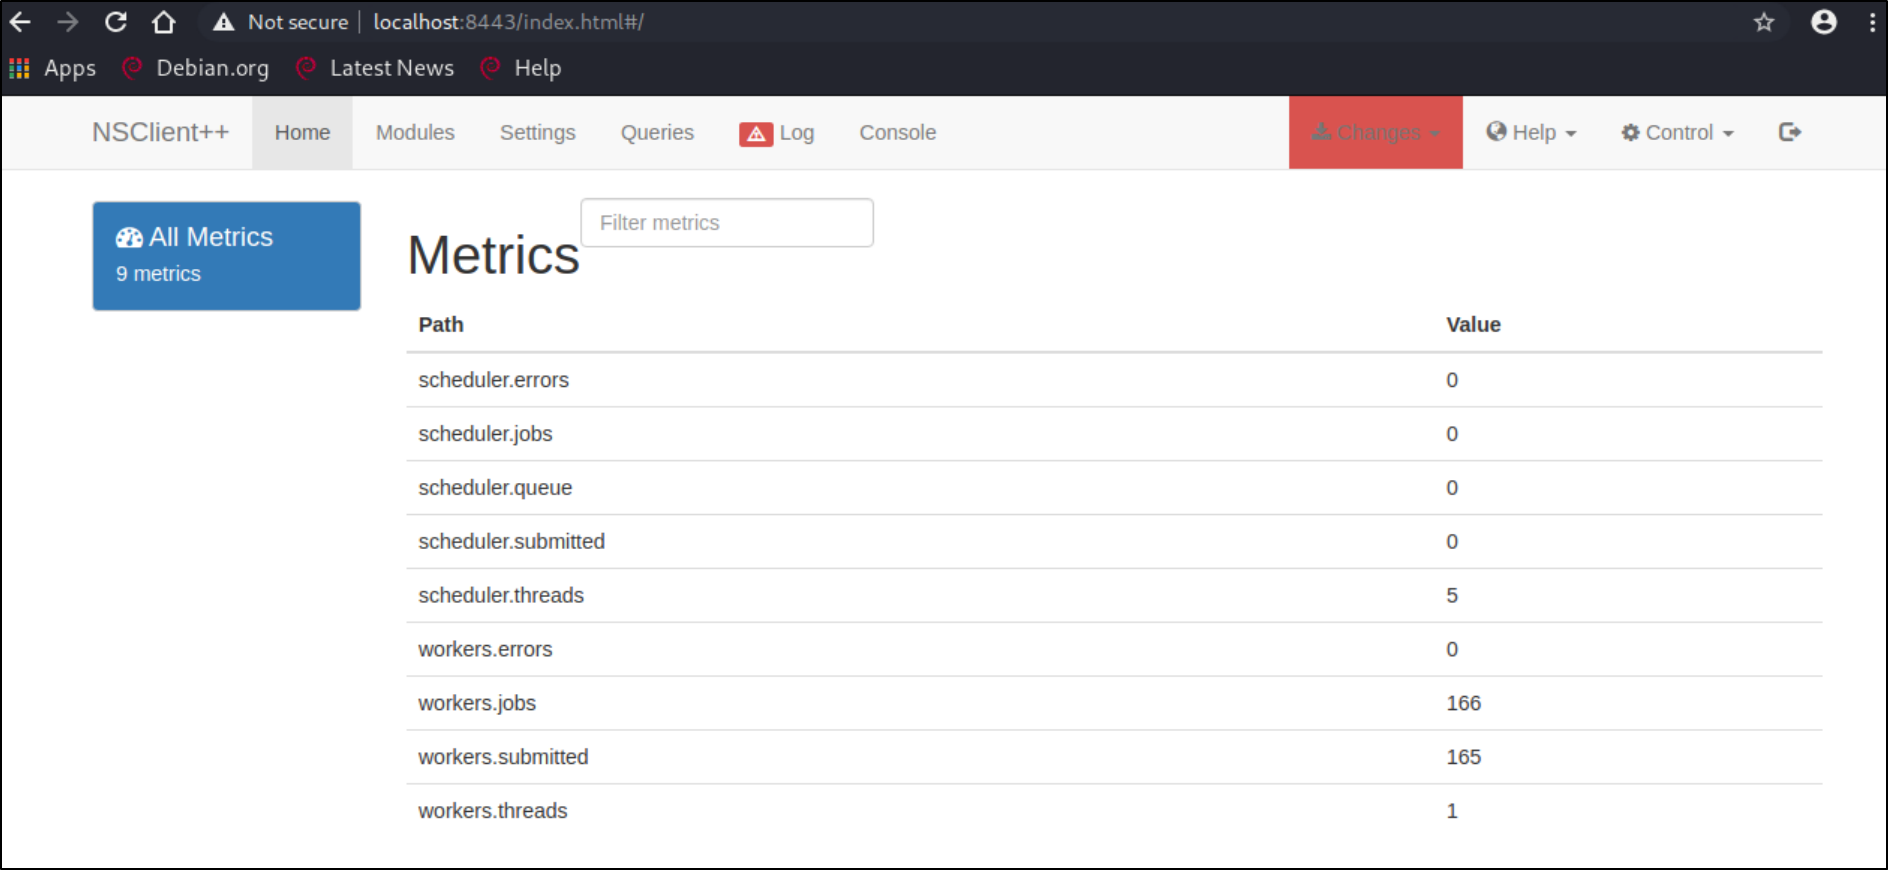 Not secure | localhost:8443/index.html#/
Apps Debian.org Latest News Help
NSClient++ Home Modules Settings Queries Log Console Changes Help Control
All Metrics
9 metrics
Metrics Filter metrics
Path Value
scheduler.errors 0
scheduler.jobs 0
scheduler.queue 0
scheduler.submitted 0
scheduler.threads 5
workers.errors 0
workers.jobs 166
workers.submitted 165
workers.threads 1